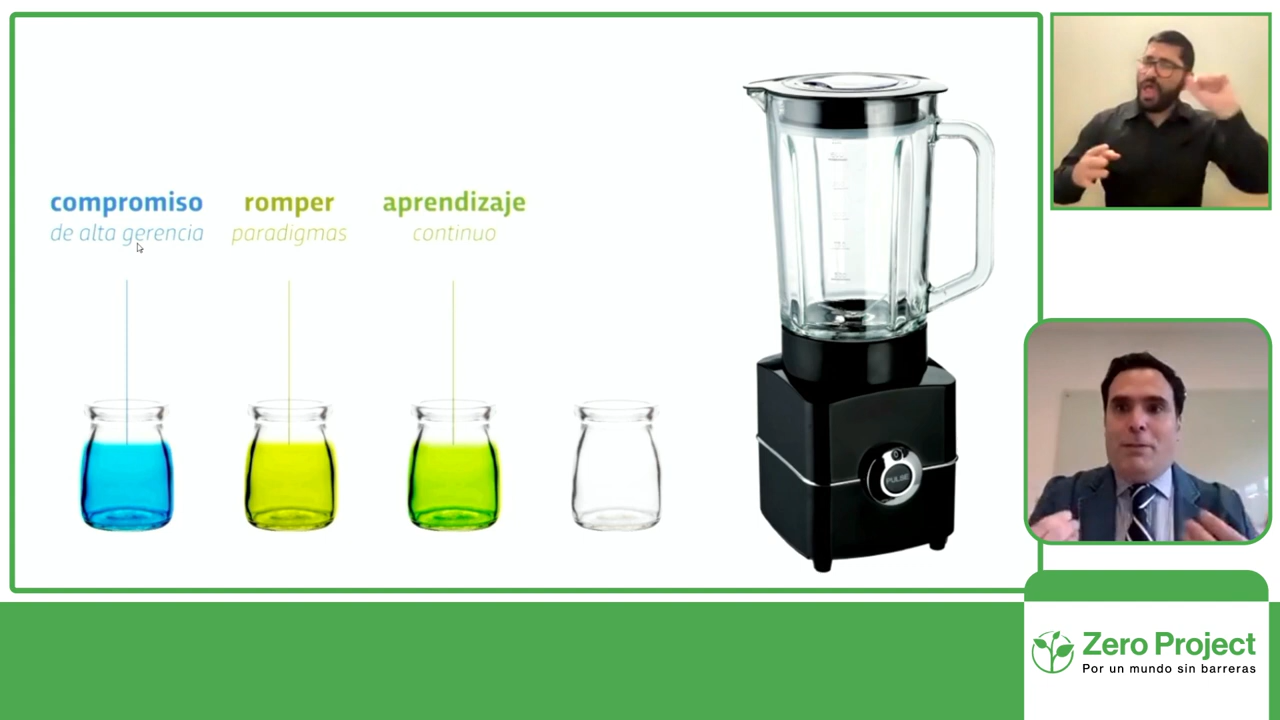 compromiso
de alta gerencia
romper
paradigmas
aprendizaje
continuo
PULSE
Zero Project
Por un mundo sin barreras